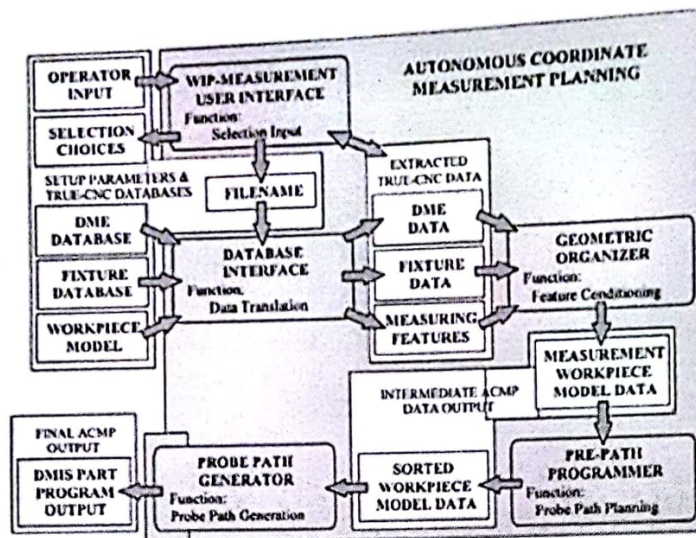 AUTONOMOUS COORDINATE
MEASUREMENT PLANNING
OPERATOR
INPUT
WIP-MEASUREMENT
USER INTERFACE
Function:
Selection Input
SELECTION
CHOICES
SETUP PARAMETERS &
TRUE-CNC DATABASES
FILENAME
EXTRACTED
TRUE-CNC DATA
DME
DATABASE
FIXTURE
DATABASE
WORKPIECE
MODEL
DATABASE
INTERFACE
Function:
Data Translation
DME
DATA
FIXTURE
DATA
MEASURING
FEATURES
GEOMETRIC
ORGANIZER
Function:
Feature Conditioning
MEASUREMENT
WORKPIECE
MODEL DATA
INTERMEDIATE ACMP
DATA OUTPUT
FINAL ACMP
OUTPUT
DMIS PART
PROGRAM
OUTPUT
PROBE PATH
GENERATOR
Function:
Probe Path Generation
SORTED
WORKPIECE
MODEL DATA
PRE-PATH
PROGRAMMER
Function:
Probe Path Planning